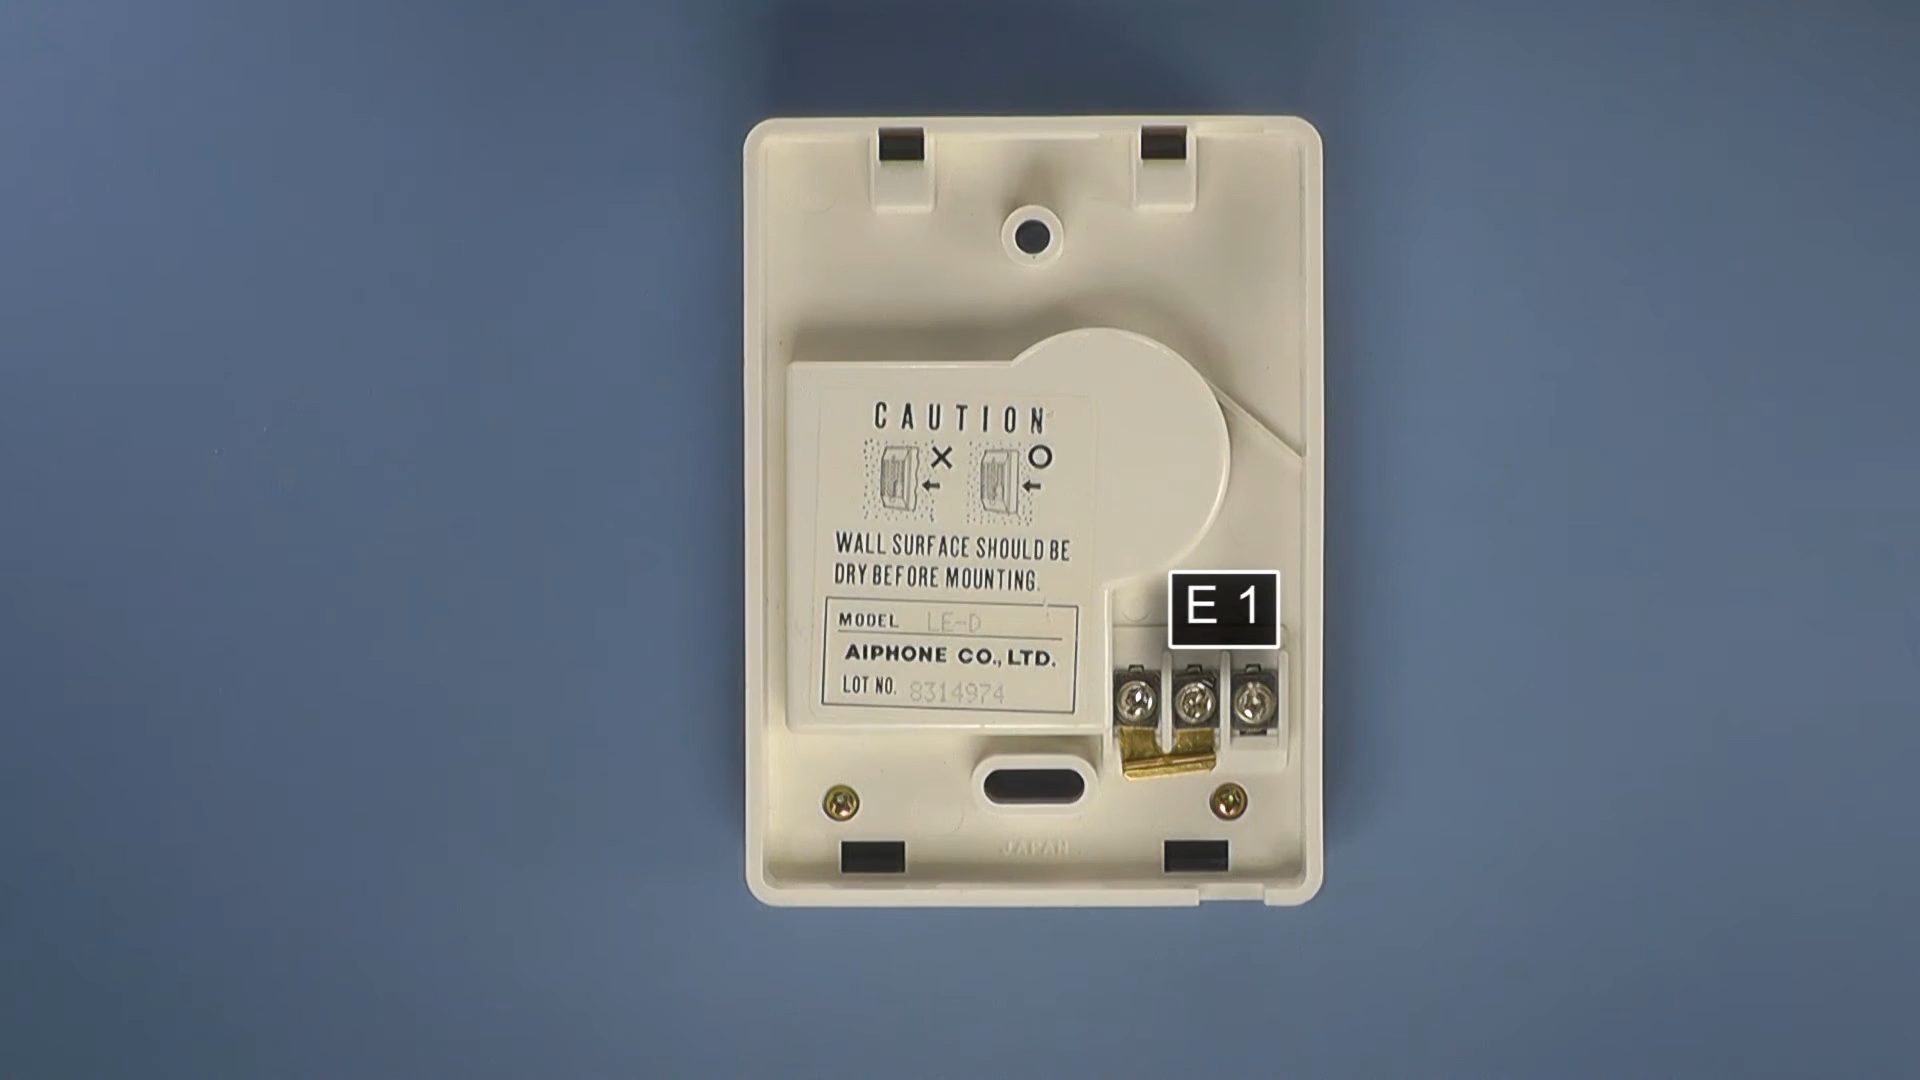 CAUTION
WALL SURFACE SHOULD BE
DRY BEFORE MOUNTING.
E 1
MODEL LE-D
AIPHONE CO., LTD.
LOT NO. 8314974
JAPAN